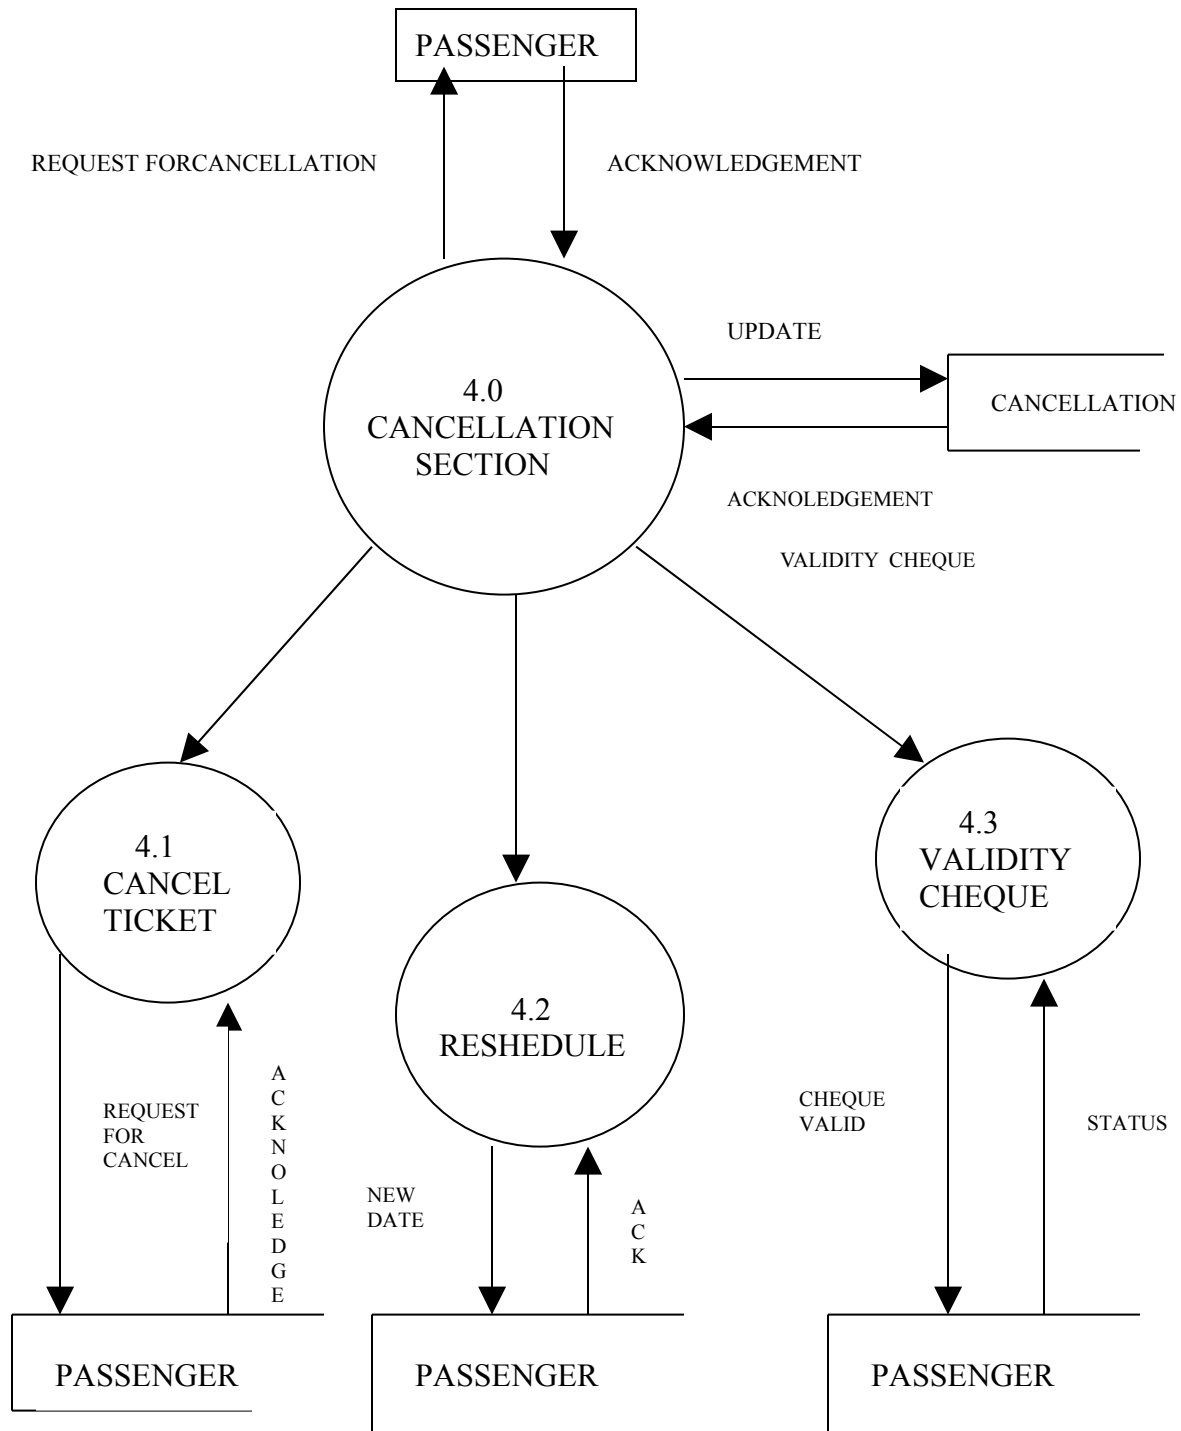 PASSENGER
REQUEST FORCANCELLATION
ACKNOWLEDGEMENT
UPDATE
4.0
CANCELLATION
SECTION
CANCELLATION
ACKNOLEDGEMENT
VALIDITY CHEQUE
4.1
CANCEL
TICKET
4.3
VALIDITY
CHEQUE
4.2
RESHEDULE
REQUEST
FOR
CANCEL
A
C
K
N
O
L
E
D
G
E
NEW
DATE
A
C
K
CHEQUE
VALID
STATUS
PASSENGER
PASSENGER
PASSENGER